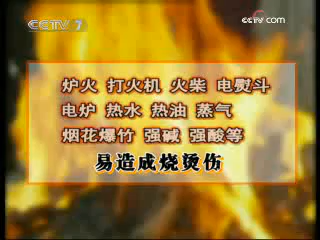 CCTV 7
CCTV.com
炉火 打火机 火柴 电熨斗
电炉 热水 热油 蒸气
烟花爆竹 强碱 强酸等
易造成烧烫伤